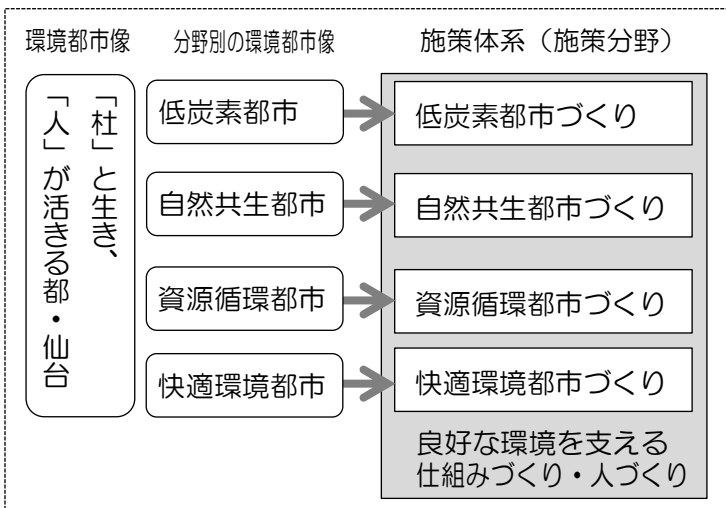 環境都市像
分野別の環境都市像
施策体系（施策分野）
「杜」と生き、
「人」が活きる都・仙台
低炭素都市
低炭素都市づくり
自然共生都市
自然共生都市づくり
資源循環都市
資源循環都市づくり
快適環境都市
快適環境都市づくり
良好な環境を支える
仕組みづくり・人づくり